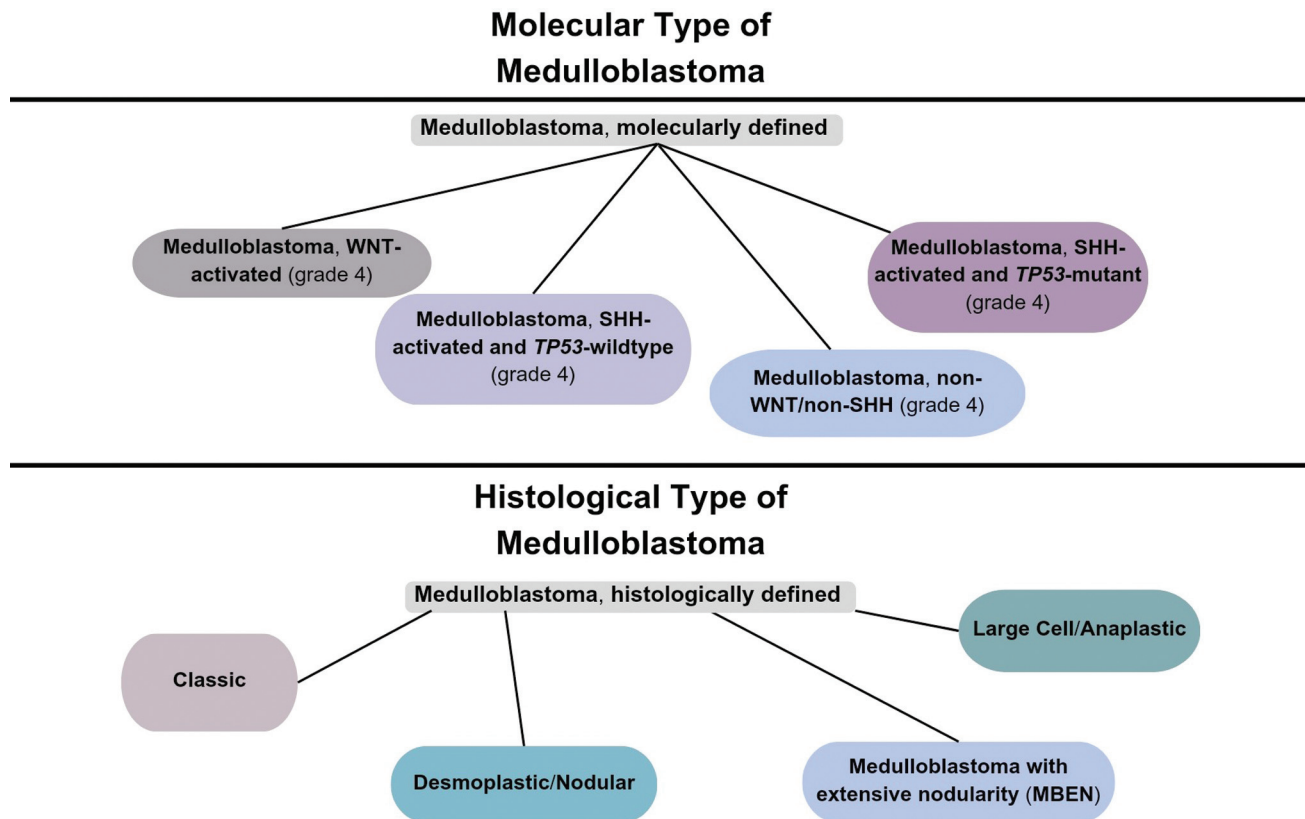 Molecular Type of
Medulloblastoma
Medulloblastoma, molecularly defined
Medulloblastoma, WNT-
activated (grade 4)
Medulloblastoma, SHH-
activated and TP53-wildtype
(grade 4)
Medulloblastoma, non-
WNT/non-SHH (grade 4)
Medulloblastoma, SHH-
activated and TP53-mutant
(grade 4)
Histological Type of
Medulloblastoma
Medulloblastoma, histologically defined
Classic
Desmoplastic/Nodular
Medulloblastoma with
extensive nodularity (MBEN)
Large Cell/Anaplastic